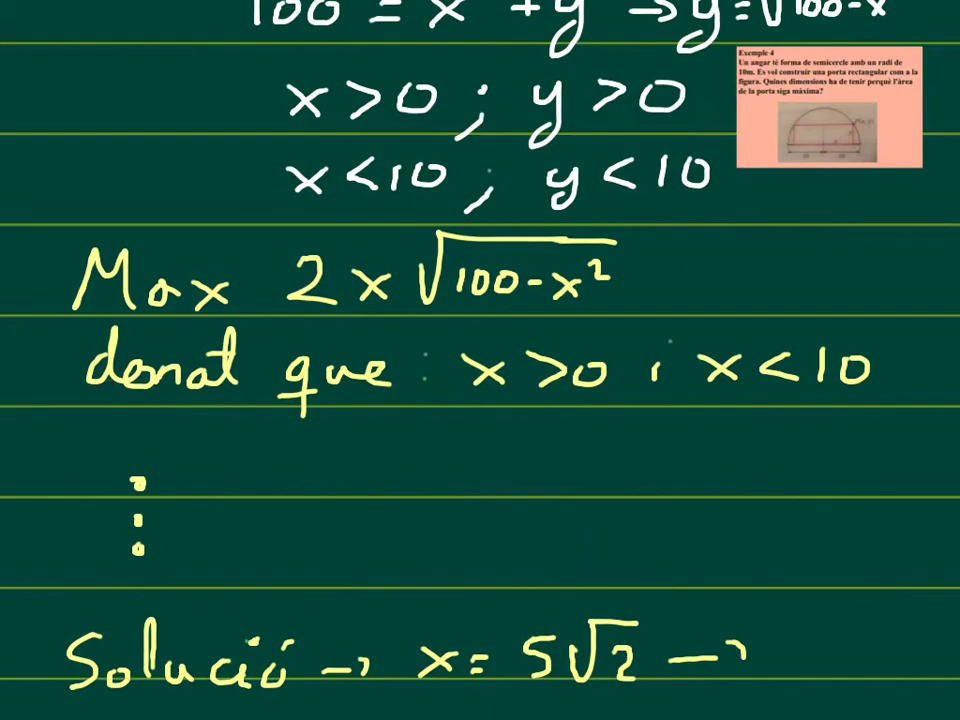 100 = x + y → y = √100-x
Exemple 4
Un angar té forma de semicercle amb un radi de
10m. Es vol construir una porta rectangular com a la
figura. Quines dimensions ha de tenir perquè l'àrea
de la porta siga màxima?
x > 0 ; y > 0
x < 10 ; y < 10
Max 2x √100-x²
donat que : x > 0 i x < 10
⋮
Solució → x = 5√2 →